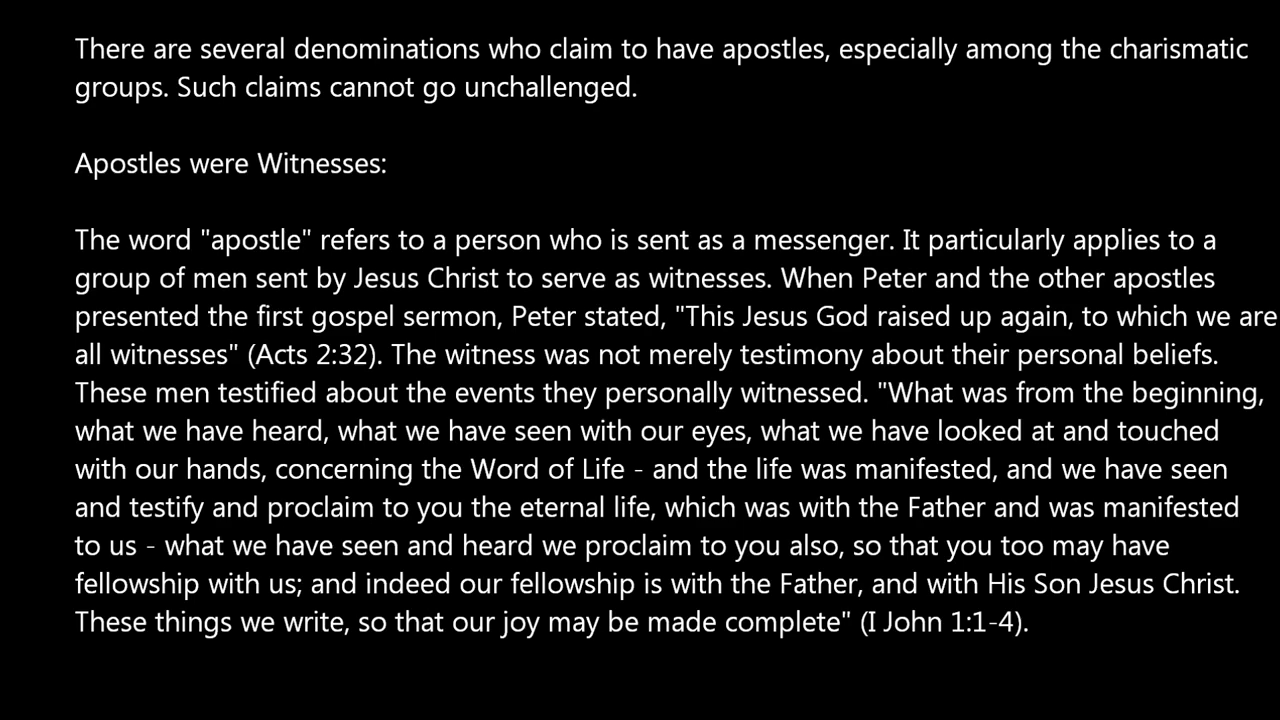 There are several denominations who claim to have apostles, especially among the charismatic
groups. Such claims cannot go unchallenged.
Apostles were Witnesses:
The word "apostle" refers to a person who is sent as a messenger. It particularly applies to a
group of men sent by Jesus Christ to serve as witnesses. When Peter and the other apostles
presented the first gospel sermon, Peter stated, "This Jesus God raised up again, to which we are
all witnesses" (Acts 2:32). The witness was not merely testimony about their personal beliefs.
These men testified about the events they personally witnessed. "What was from the beginning,
what we have heard, what we have seen with our eyes, what we have looked at and touched
with our hands, concerning the Word of Life - and the life was manifested, and we have seen
and testify and proclaim to you the eternal life, which was with the Father and was manifested
to us - what we have seen and heard we proclaim to you also, so that you too may have
fellowship with us; and indeed our fellowship is with the Father, and with His Son Jesus Christ.
These things we write, so that our joy may be made complete" (I John 1:1-4).